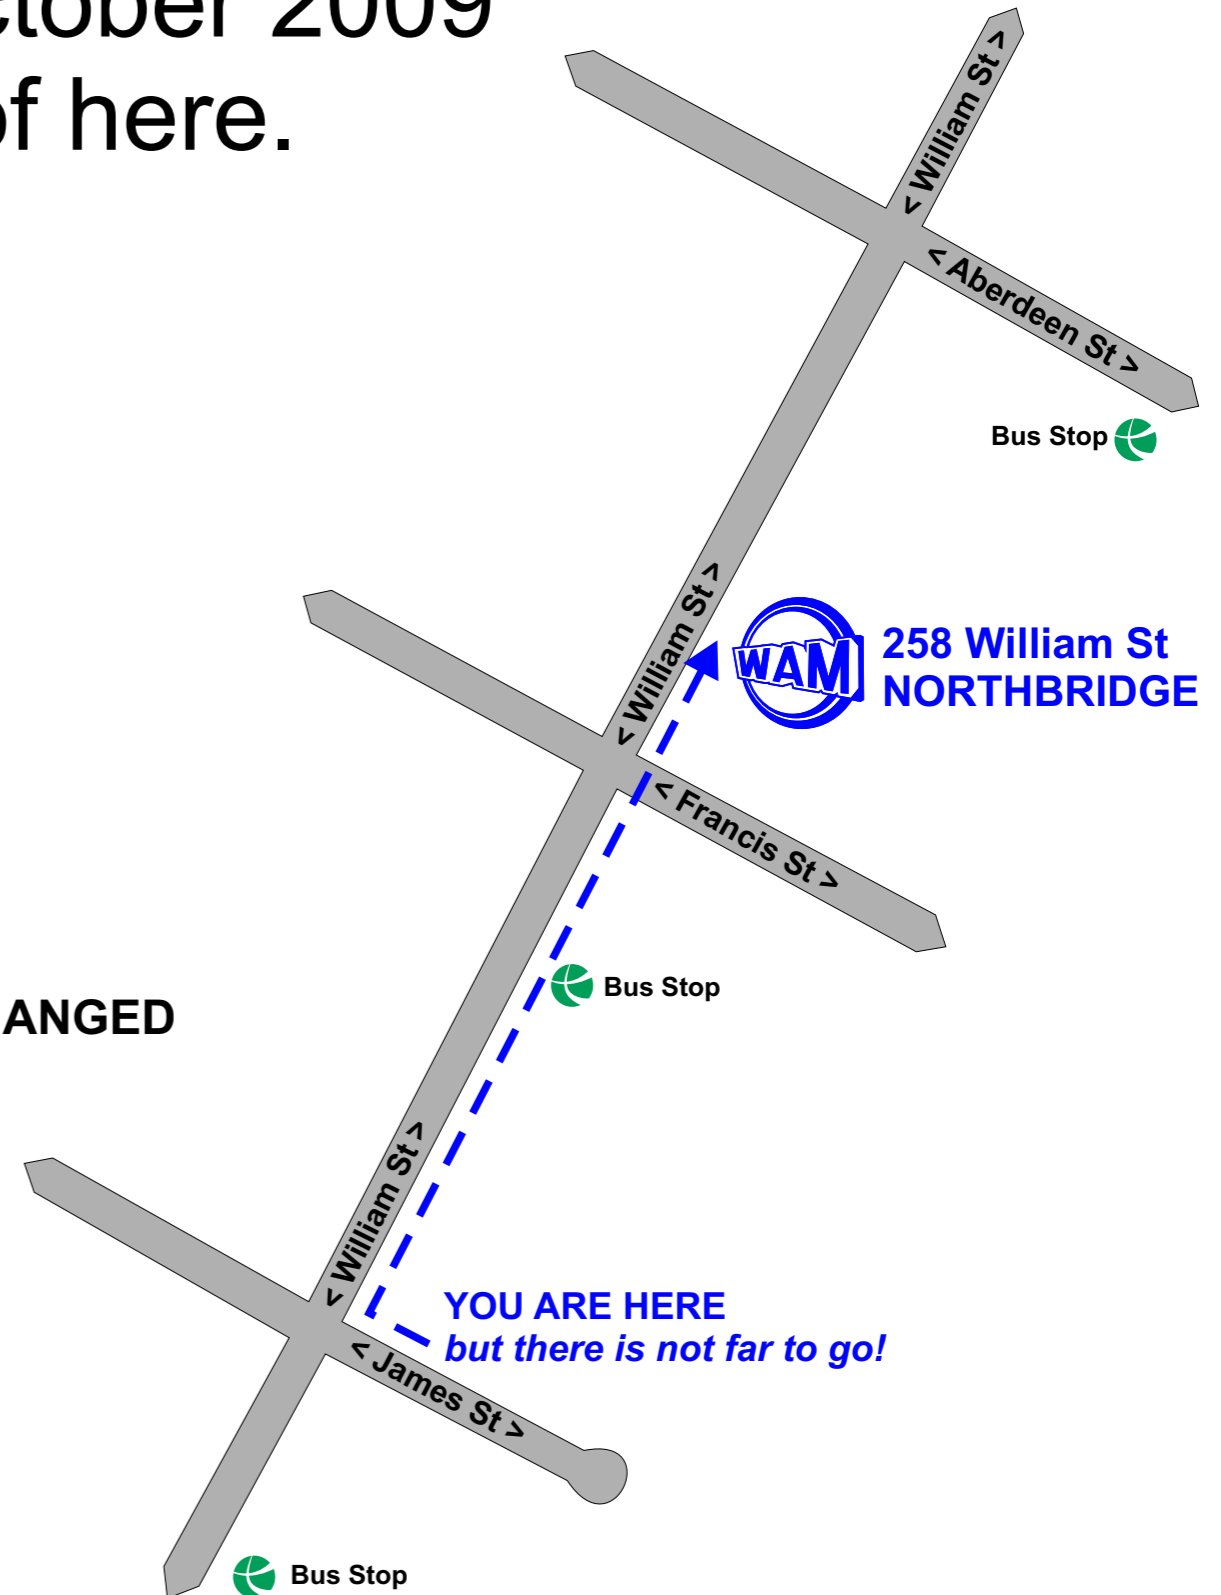 ctober 2009
of here.
< William St >
< Aberdeen St >
Bus Stop
< William St >
WAM
258 William St
NORTHBRIDGE
< Francis St >
Bus Stop
ANGED
< William St >
YOU ARE HERE
but there is not far to go!
< James St >
Bus Stop